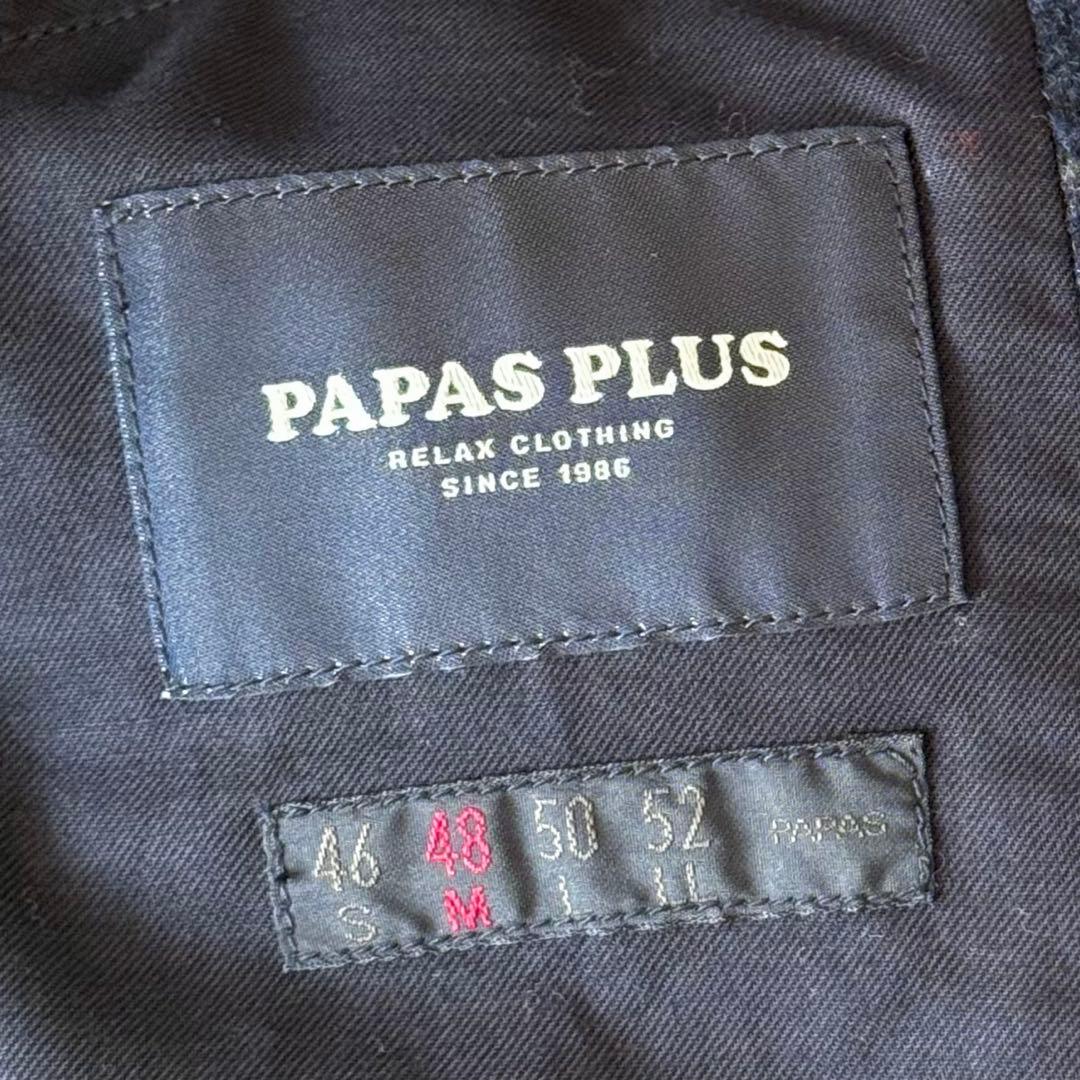 PAPAS PLUS
RELAX CLOTHING
SINCE 1986
46 48 50 52 PAPAS
S M L LL